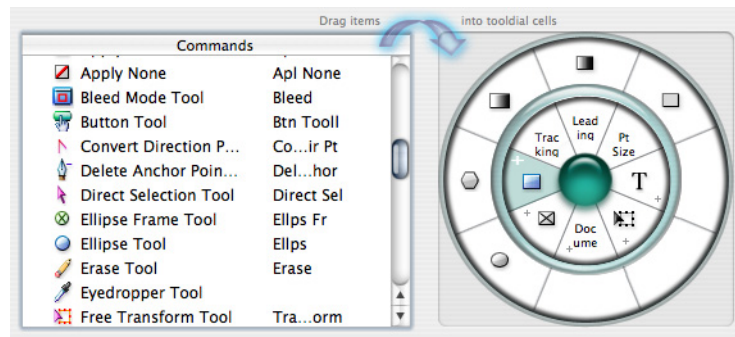 Drag items into tooldial cells
Commands
Apply None Apl None
Bleed Mode Tool Bleed
Button Tool Btn Tooll
Convert Direction P... Co...ir Pt
Delete Anchor Poin... Del...hor
Direct Selection Tool Direct Sel
Ellipse Frame Tool Ellps Fr
Ellipse Tool Ellps
Erase Tool Erase
Eyedropper Tool
Free Transform Tool Tra...orm
Lead
ing
Trac
king
Pt
Size
T
Doc
ume